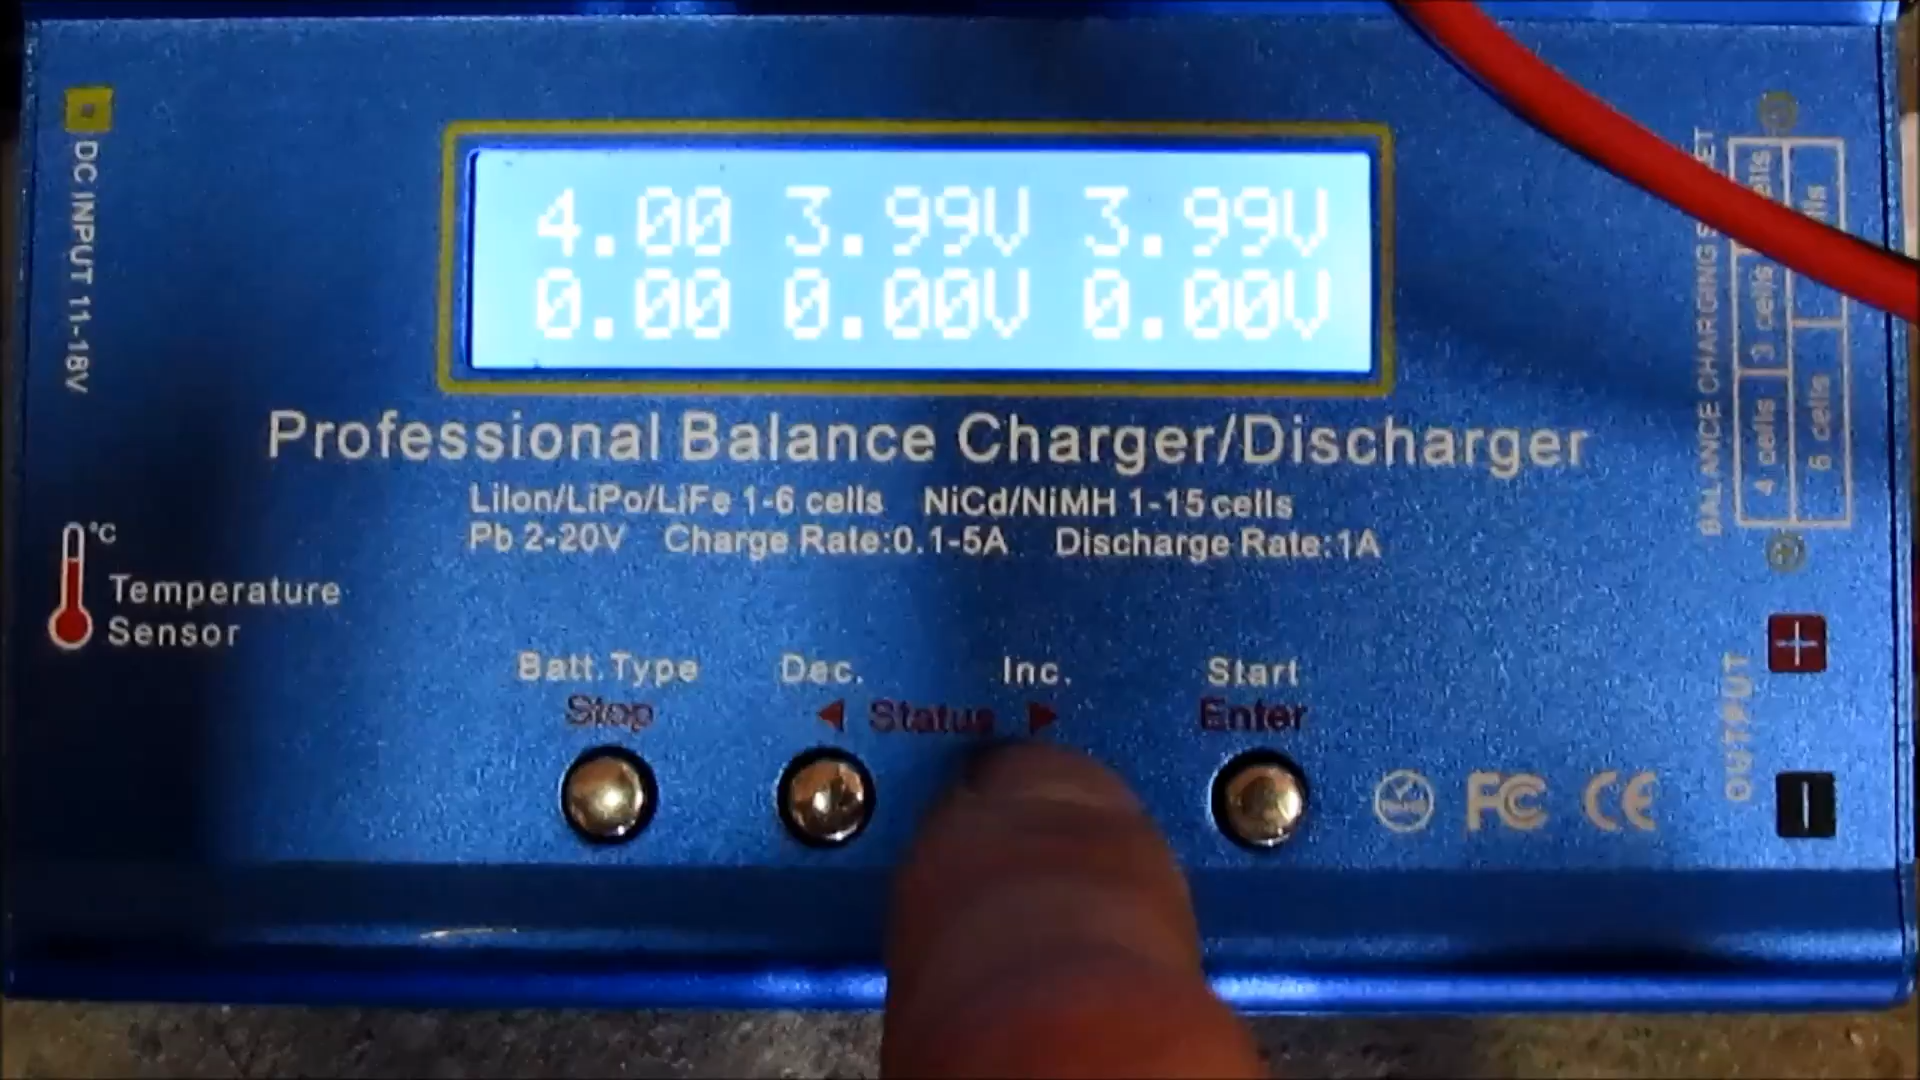 4.00 3.99V 3.99V
0.00 0.00V 0.00V
Professional Balance Charger/Discharger
LiIon/LiPo/LiFe 1-6 cells NiCd/NiMH 1-15 cells
Pb 2-20V Charge Rate:0.1-5A Discharge Rate:1A
DC INPUT 11-18V
°C
Temperature
Sensor
Batt.Type Dec. Inc. Start
Stop ◀ Status ▶ Enter
FC CE
BALANCE CHARGING
4 cells 3 cells
6 cells
OUTPUT
+
-